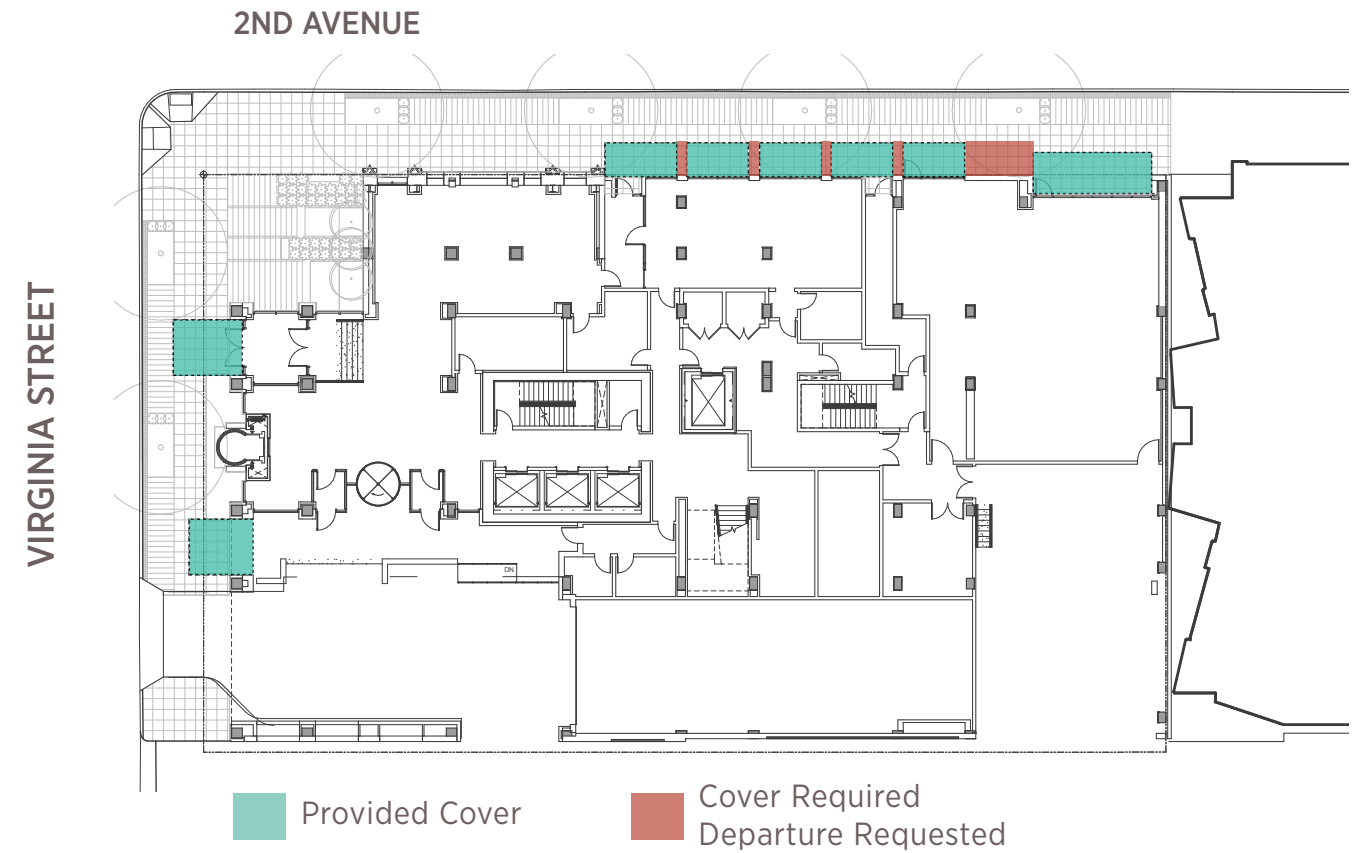 2ND AVENUE
VIRGINIA STREET
DN
Provided Cover
Cover Required
Departure Requested